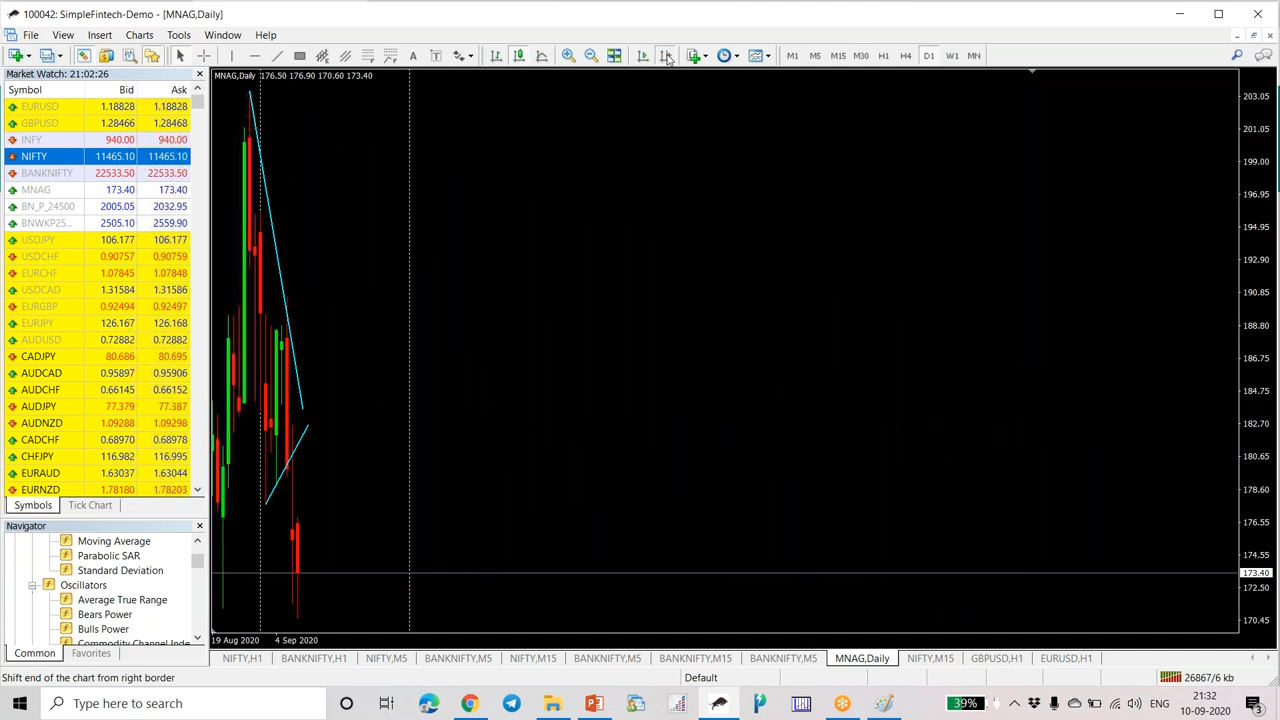 100042: SimpleFintech-Demo - [MNAG,Daily]
File View Insert Charts Tools Window Help
A T M1 M5 M15 M30 H1 H4 D1 W1 MN
Market Watch: 21:02:26
Symbol Bid Ask
EURUSD 1.18828 1.18828
GBPUSD 1.28466 1.28468
INFY 940.00 940.00
NIFTY 11465.10 11465.10
BANKNIFTY 22533.50 22533.50
MNAG 173.40 173.40
BN_P_24500 2005.05 2032.95
BNWKP25... 2505.10 2559.90
USDJPY 106.177 106.177
USDCHF 0.90757 0.90759
EURCHF 1.07845 1.07848
USDCAD 1.31584 1.31586
EURGBP 0.92494 0.92497
EURJPY 126.167 126.168
AUDUSD 0.72882 0.72882
CADJPY 80.686 80.695
AUDCAD 0.95897 0.95906
AUDCHF 0.66145 0.66152
AUDJPY 77.379 77.387
AUDNZD 1.09288 1.09298
CADCHF 0.68970 0.68978
CHFJPY 116.982 116.995
EURAUD 1.63037 1.63044
EURNZD 1.78180 1.78203
Symbols Tick Chart
Navigator
Moving Average
Parabolic SAR
Standard Deviation
Oscillators
Average True Range
Bears Power
Bulls Power
Commodity Channel Inde
Common Favorites
MNAG,Daily 176.50 176.90 170.60 173.40
203.05
201.05
199.00
196.95
194.95
192.90
190.85
188.80
186.75
184.75
182.70
180.65
178.60
176.55
174.55
173.40
172.50
170.45
19 Aug 2020 4 Sep 2020
NIFTY,H1 BANKNIFTY,H1 NIFTY,M5 BANKNIFTY,M5 NIFTY,M15 BANKNIFTY,M5 BANKNIFTY,M15 BANKNIFTY,M5 MNAG,Daily NIFTY,M15 GBPUSD,H1 EURUSD,H1
Shift end of the chart from right border Default 26867/6 kb
Type here to search 39% ENG 21:32
10-09-2020 3